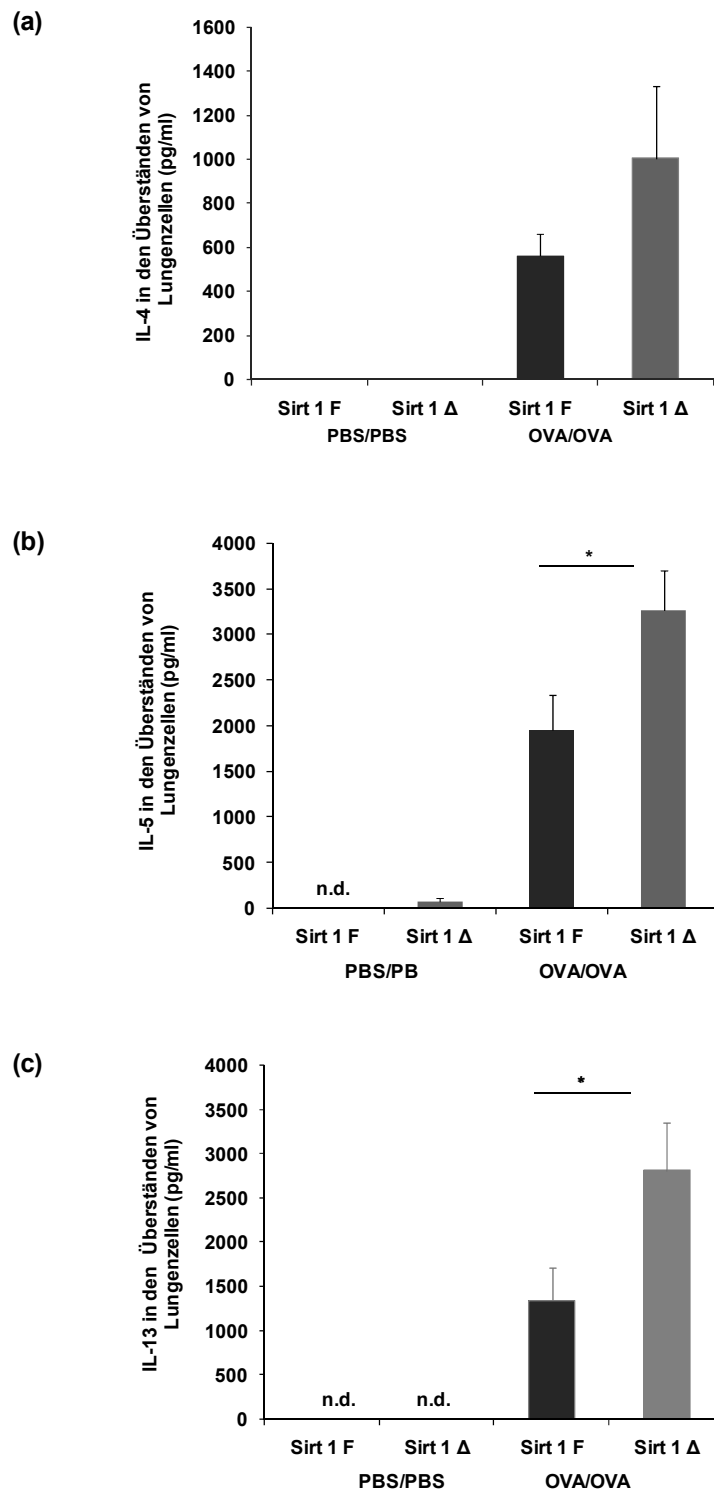 (a)
IL-4 in den Überständen von
Lungenzellen (pg/ml)
1600
1400
1200
1000
800
600
400
200
0
Sirt 1 F Sirt 1 Δ Sirt 1 F Sirt 1 Δ
PBS/PBS OVA/OVA
(b)
IL-5 in den Überständen von
Lungenzellen (pg/ml)
4000
3500
3000
2500
2000
1500
1000
500
0
*
n.d.
Sirt 1 F Sirt 1 Δ Sirt 1 F Sirt 1 Δ
PBS/PB OVA/OVA
(c)
IL-13 in den Überständen von
Lungenzellen (pg/ml)
4000
3500
3000
2500
2000
1500
1000
500
0
*
n.d. n.d.
Sirt 1 F Sirt 1 Δ Sirt 1 F Sirt 1 Δ
PBS/PBS OVA/OVA